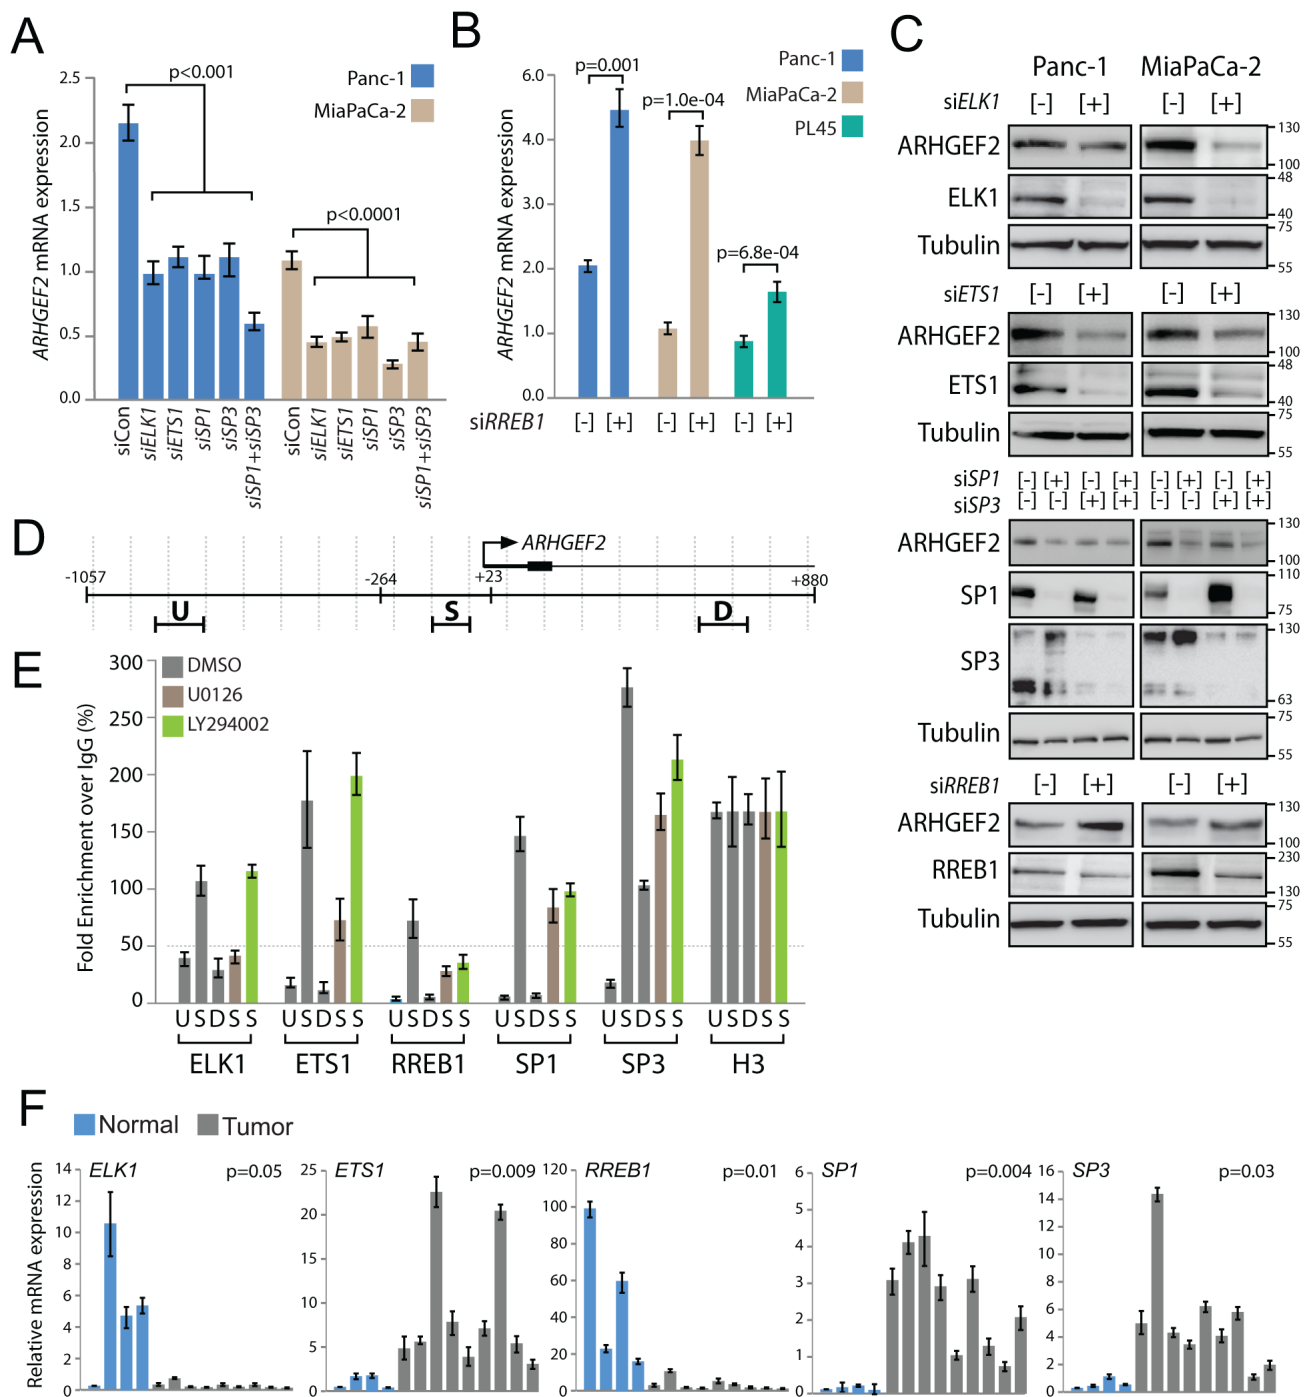 A
ARHGEF2 mRNA expression
2.5
2.0
1.5
1.0
0.5
0.0
p<0.001
Panc-1
MiaPaCa-2
p<0.0001
siCon
siELK1
siETS1
siSP1
siSP3
siSP1+siSP3
siCon
siELK1
siETS1
siSP1
siSP3
siSP1+siSP3
B
ARHGEF2 mRNA expression
6.0
4.0
2.0
1.0
0.0
p=0.001
p=1.0e-04
p=6.8e-04
Panc-1
MiaPaCa-2
PL45
siRREB1 [-] [+] [-] [+] [-] [+]
C
Panc-1 MiaPaCa-2
siELK1 [-] [+] [-] [+]
ARHGEF2 130 100
ELK1 48 40
Tubulin 75 55
siETS1 [-] [+] [-] [+]
ARHGEF2 130 100
ETS1 48 40
Tubulin 75 55
siSP1 [-] [+] [-] [+] [-] [+] [-] [+]
siSP3 [-] [-] [+] [+] [-] [-] [+] [+]
ARHGEF2 130 100
SP1 110 75
SP3 130 63
Tubulin 75 55
siRREB1 [-] [+] [-] [+]
ARHGEF2 130 100
RREB1 230 130
Tubulin 75 55
D
ARHGEF2
-1057 -264 +23 +880
U S D
E
Fold Enrichment over IgG (%)
300
250
200
150
100
50
0
DMSO
U0126
LY294002
U S D S S U S D S S U S D S S U S D S S U S D S S U S D S S
ELK1 ETS1 RREB1 SP1 SP3 H3
F
Normal Tumor
Relative mRNA expression
ELK1 p=0.05
14
12
10
8
6
4
2
0
ETS1 p=0.009
25
20
15
10
5
0
RREB1 p=0.01
120
100
80
60
40
20
0
SP1 p=0.004
6
5
4
3
2
1
0
SP3 p=0.03
16
14
12
10
8
6
4
2
0